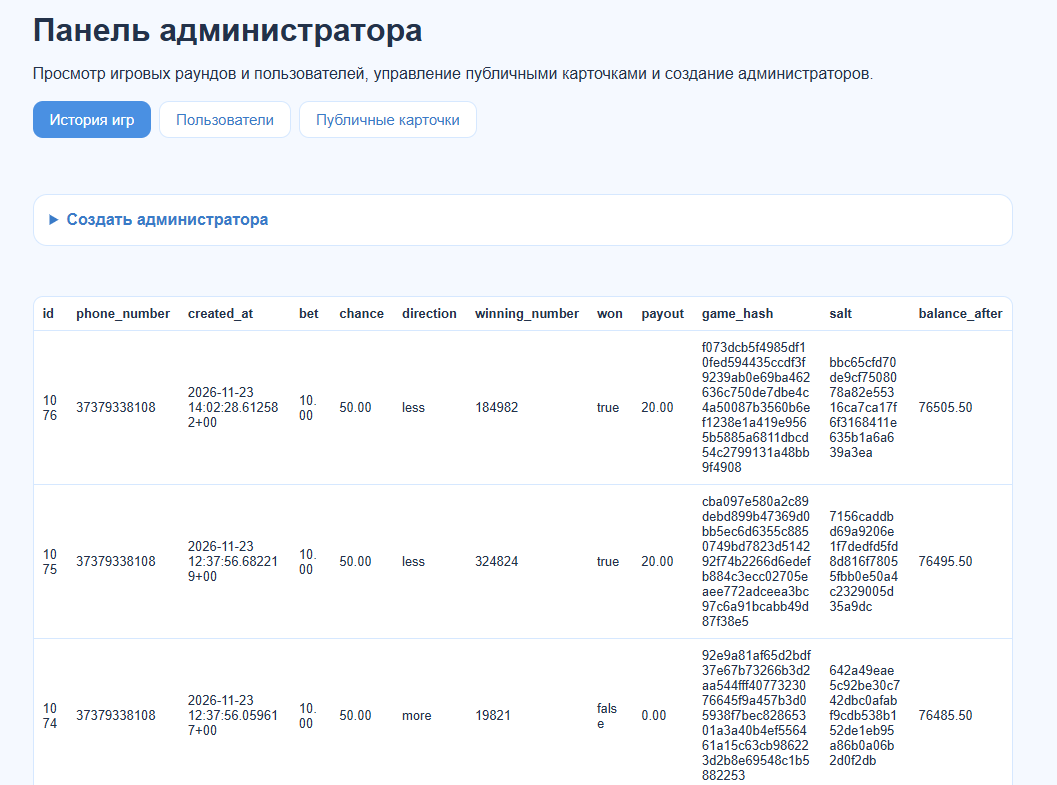 Панель администратора
Просмотр игровых раундов и пользователей, управление публичными карточками и создание администраторов.
История игр
Пользователи
Публичные карточки
Создать администратора
id phone_number created_at bet chance direction winning_number won payout game_hash salt balance_after
10
76
37379338108
2026-11-23
14:02:28.61258
2+00
10.
00
50.00
less
184982
true
20.00
f073dcb5f4985df1
0fed594435ccdf3f
9239ab0e69ba462
636c750de7dbe4c
4a50087b3560b6e
f1238e1a419e956
5b5885a6811dbcd
54c2799131a48bb
9f4908
bbc65cfd70
de9cf75080
78a82e553
16ca7ca17f
6f3168411e
635b1a6a6
39a3ea
76505.50
10
75
37379338108
2026-11-23
12:37:56.68221
9+00
10.
00
50.00
less
324824
true
20.00
cba097e580a2c89
debd899b47369d0
bb5ec6d6355c885
0749bd7823d5142
92f74b2266d6edef
b884c3ecc02705e
aee772adceea3bc
97c6a91bcabb49d
87f38e5
7156caddb
d69a9206e
1f7dedfd5fd
8d816f7805
5fbb0e50a4
c2329005d
35a9dc
76495.50
10
74
37379338108
2026-11-23
12:37:56.05961
7+00
10.
00
50.00
more
19821
fals
e
0.00
92e9a81af65d2bdf
37e67b73266b3d2
aa544fff40773230
76645f9a457b3d0
5938f7bec828653
01a3a40b4ef5564
61a15c63cb98622
3d2b8e69548c1b5
882253
642a49eae
5c92be30c7
42dbc0afab
f9cdb538b1
52de1eb95
a86b0a06b
2d0f2db
76485.50